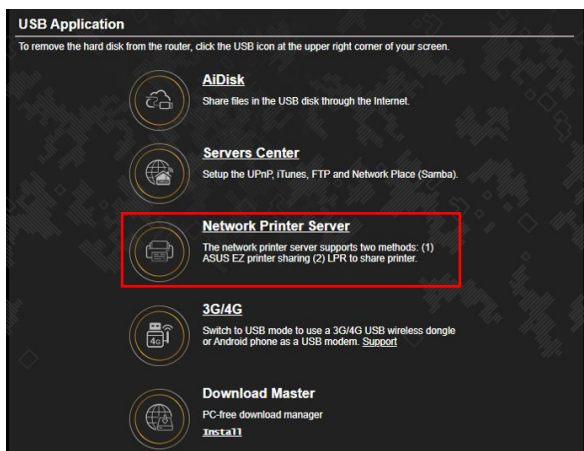 USB Application
To remove the hard disk from the router, click the USB icon at the upper right corner of your screen.
AiDisk
Share files in the USB disk through the Internet.
Servers Center
Setup the UPnP, iTunes, FTP and Network Place (Samba).
Network Printer Server
The network printer server supports two methods: (1)
ASUS EZ printer sharing (2) LPR to share printer.
3G/4G
4G
Switch to USB mode to use a 3G/4G USB wireless dongle
or Android phone as a USB modem. Support
Download Master
PC-free download manager
Install